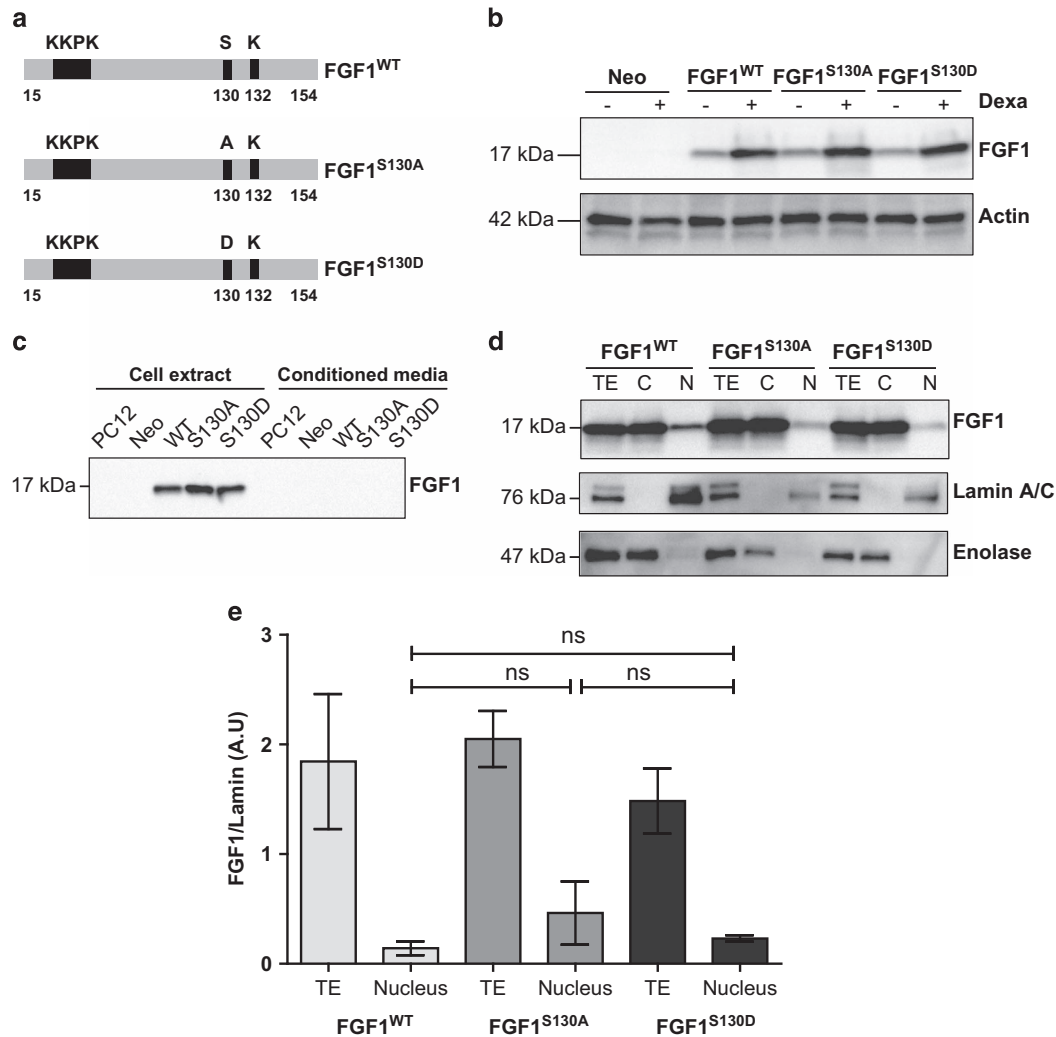 a
KKPK S K
FGF1WT
15 130 132 154
KKPK A K
FGF1S130A
15 130 132 154
KKPK D K
FGF1S130D
15 130 132 154
b
Neo FGF1WT FGF1S130A FGF1S130D
- + - + - + - + Dexa
17 kDa FGF1
42 kDa Actin
c
Cell extract Conditioned media
PC12 Neo WT S130A S130D PC12 Neo WT S130A S130D
17 kDa FGF1
d
FGF1WT FGF1S130A FGF1S130D
TE C N TE C N TE C N
17 kDa FGF1
76 kDa Lamin A/C
47 kDa Enolase
e
FGF1/Lamin (A.U)
3
2
1
0
ns
ns ns
TE Nucleus TE Nucleus TE Nucleus
FGF1WT FGF1S130A FGF1S130D